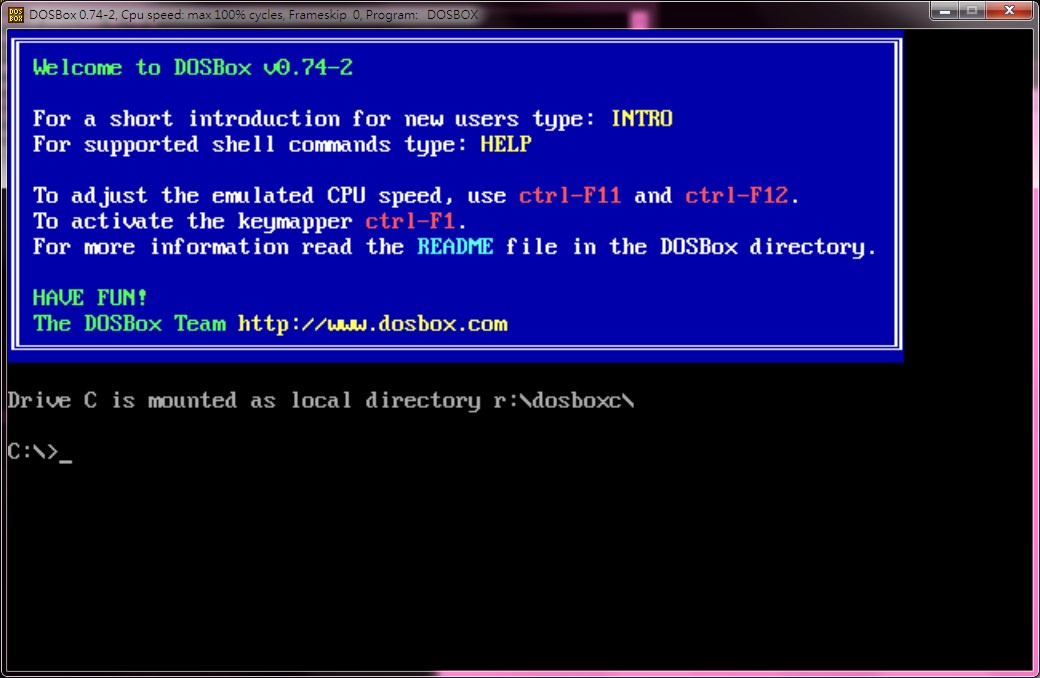 DOS
BOX
DOSBox 0.74-2, Cpu speed: max 100% cycles, Frameskip 0, Program: DOSBOX
Welcome to DOSBox v0.74-2
For a short introduction for new users type: INTRO
For supported shell commands type: HELP
To adjust the emulated CPU speed, use ctrl-F11 and ctrl-F12.
To activate the keymapper ctrl-F1.
For more information read the README file in the DOSBox directory.
HAVE FUN!
The DOSBox Team http://www.dosbox.com
Drive C is mounted as local directory r:\dosboxc\
C:\>_